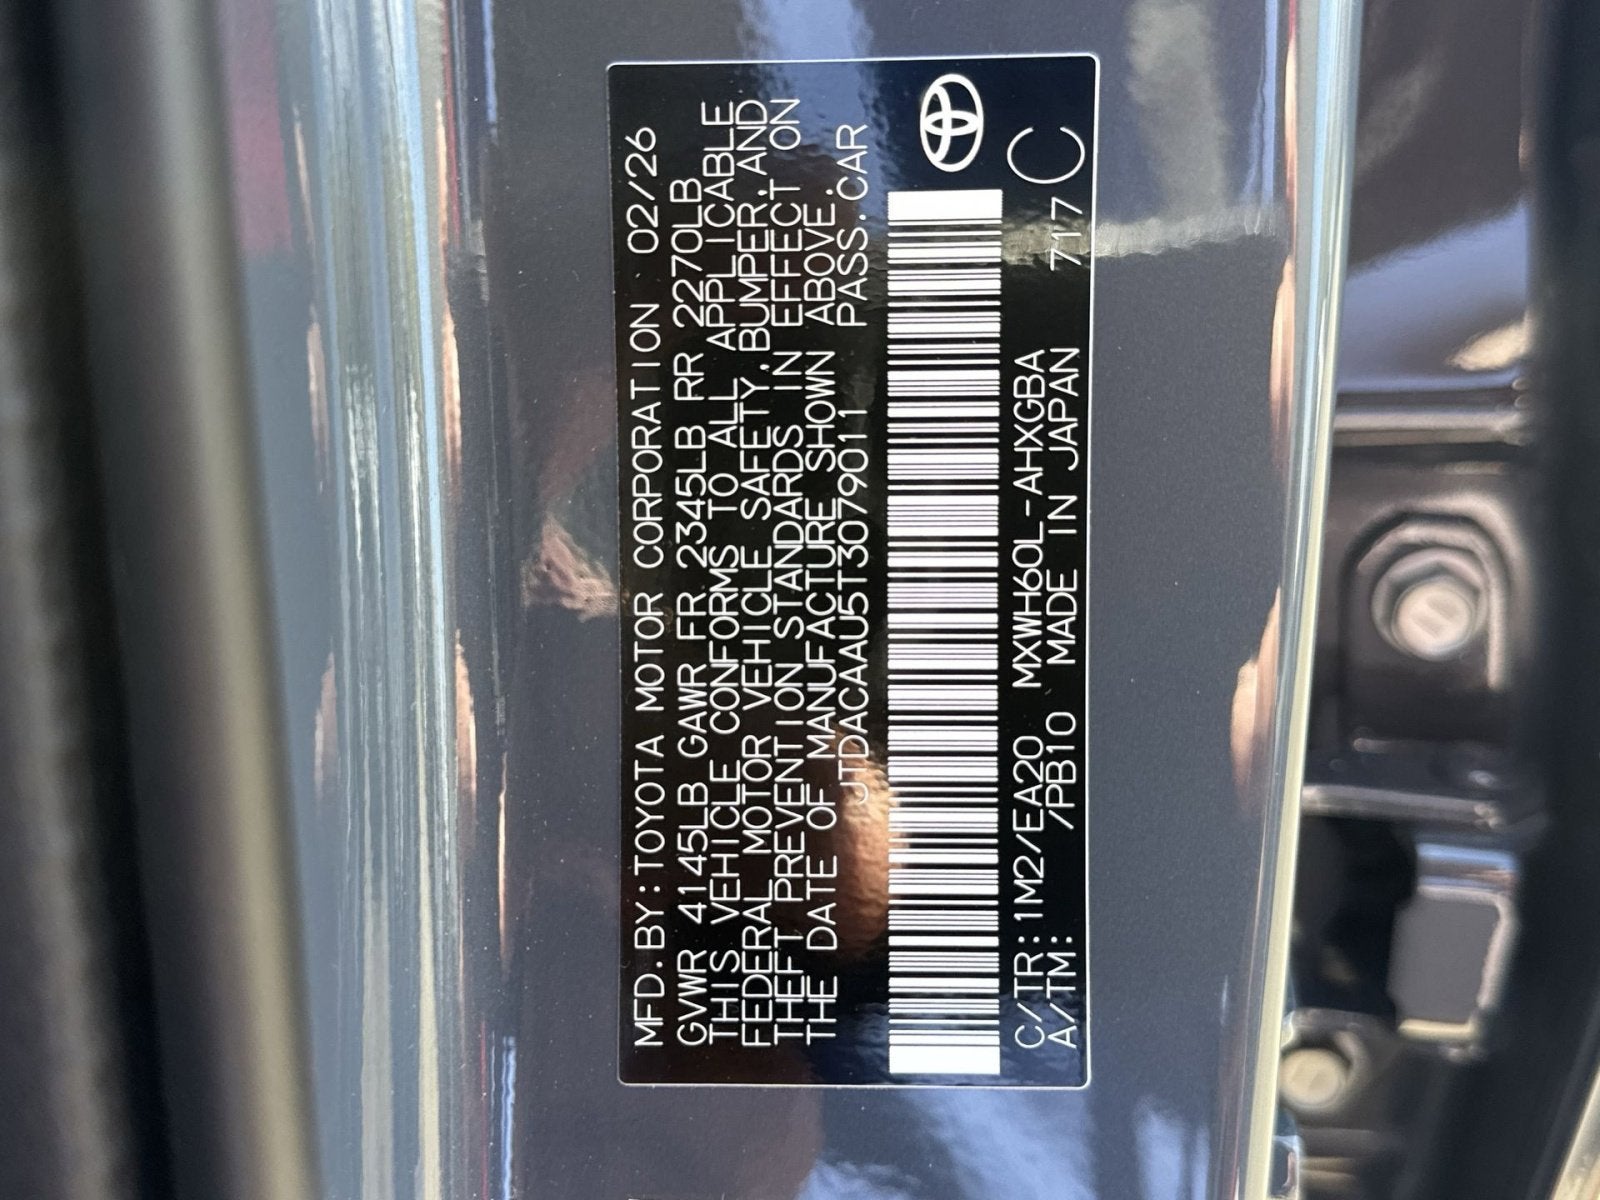 MFD.BY:TOYOTA MOTOR CORPORATION 02/26
GVWR 4145LB GAWR FR 2345LB RR 2270LB
THIS VEHICLE CONFORMS TO ALL APPLICABLE
FEDERAL MOTOR VEHICLE SAFETY,BUMPER,AND
THEFT PREVENTION STANDARDS IN EFFECT ON
THE DATE OF MANUFACTURE SHOWN ABOVE.
JTDACAAU5T3079011 PASS.CAR
C/TR:1M2/EA20 MXWH60L-AHXGBA
A/TM: /PB10 MADE IN JAPAN 717 C